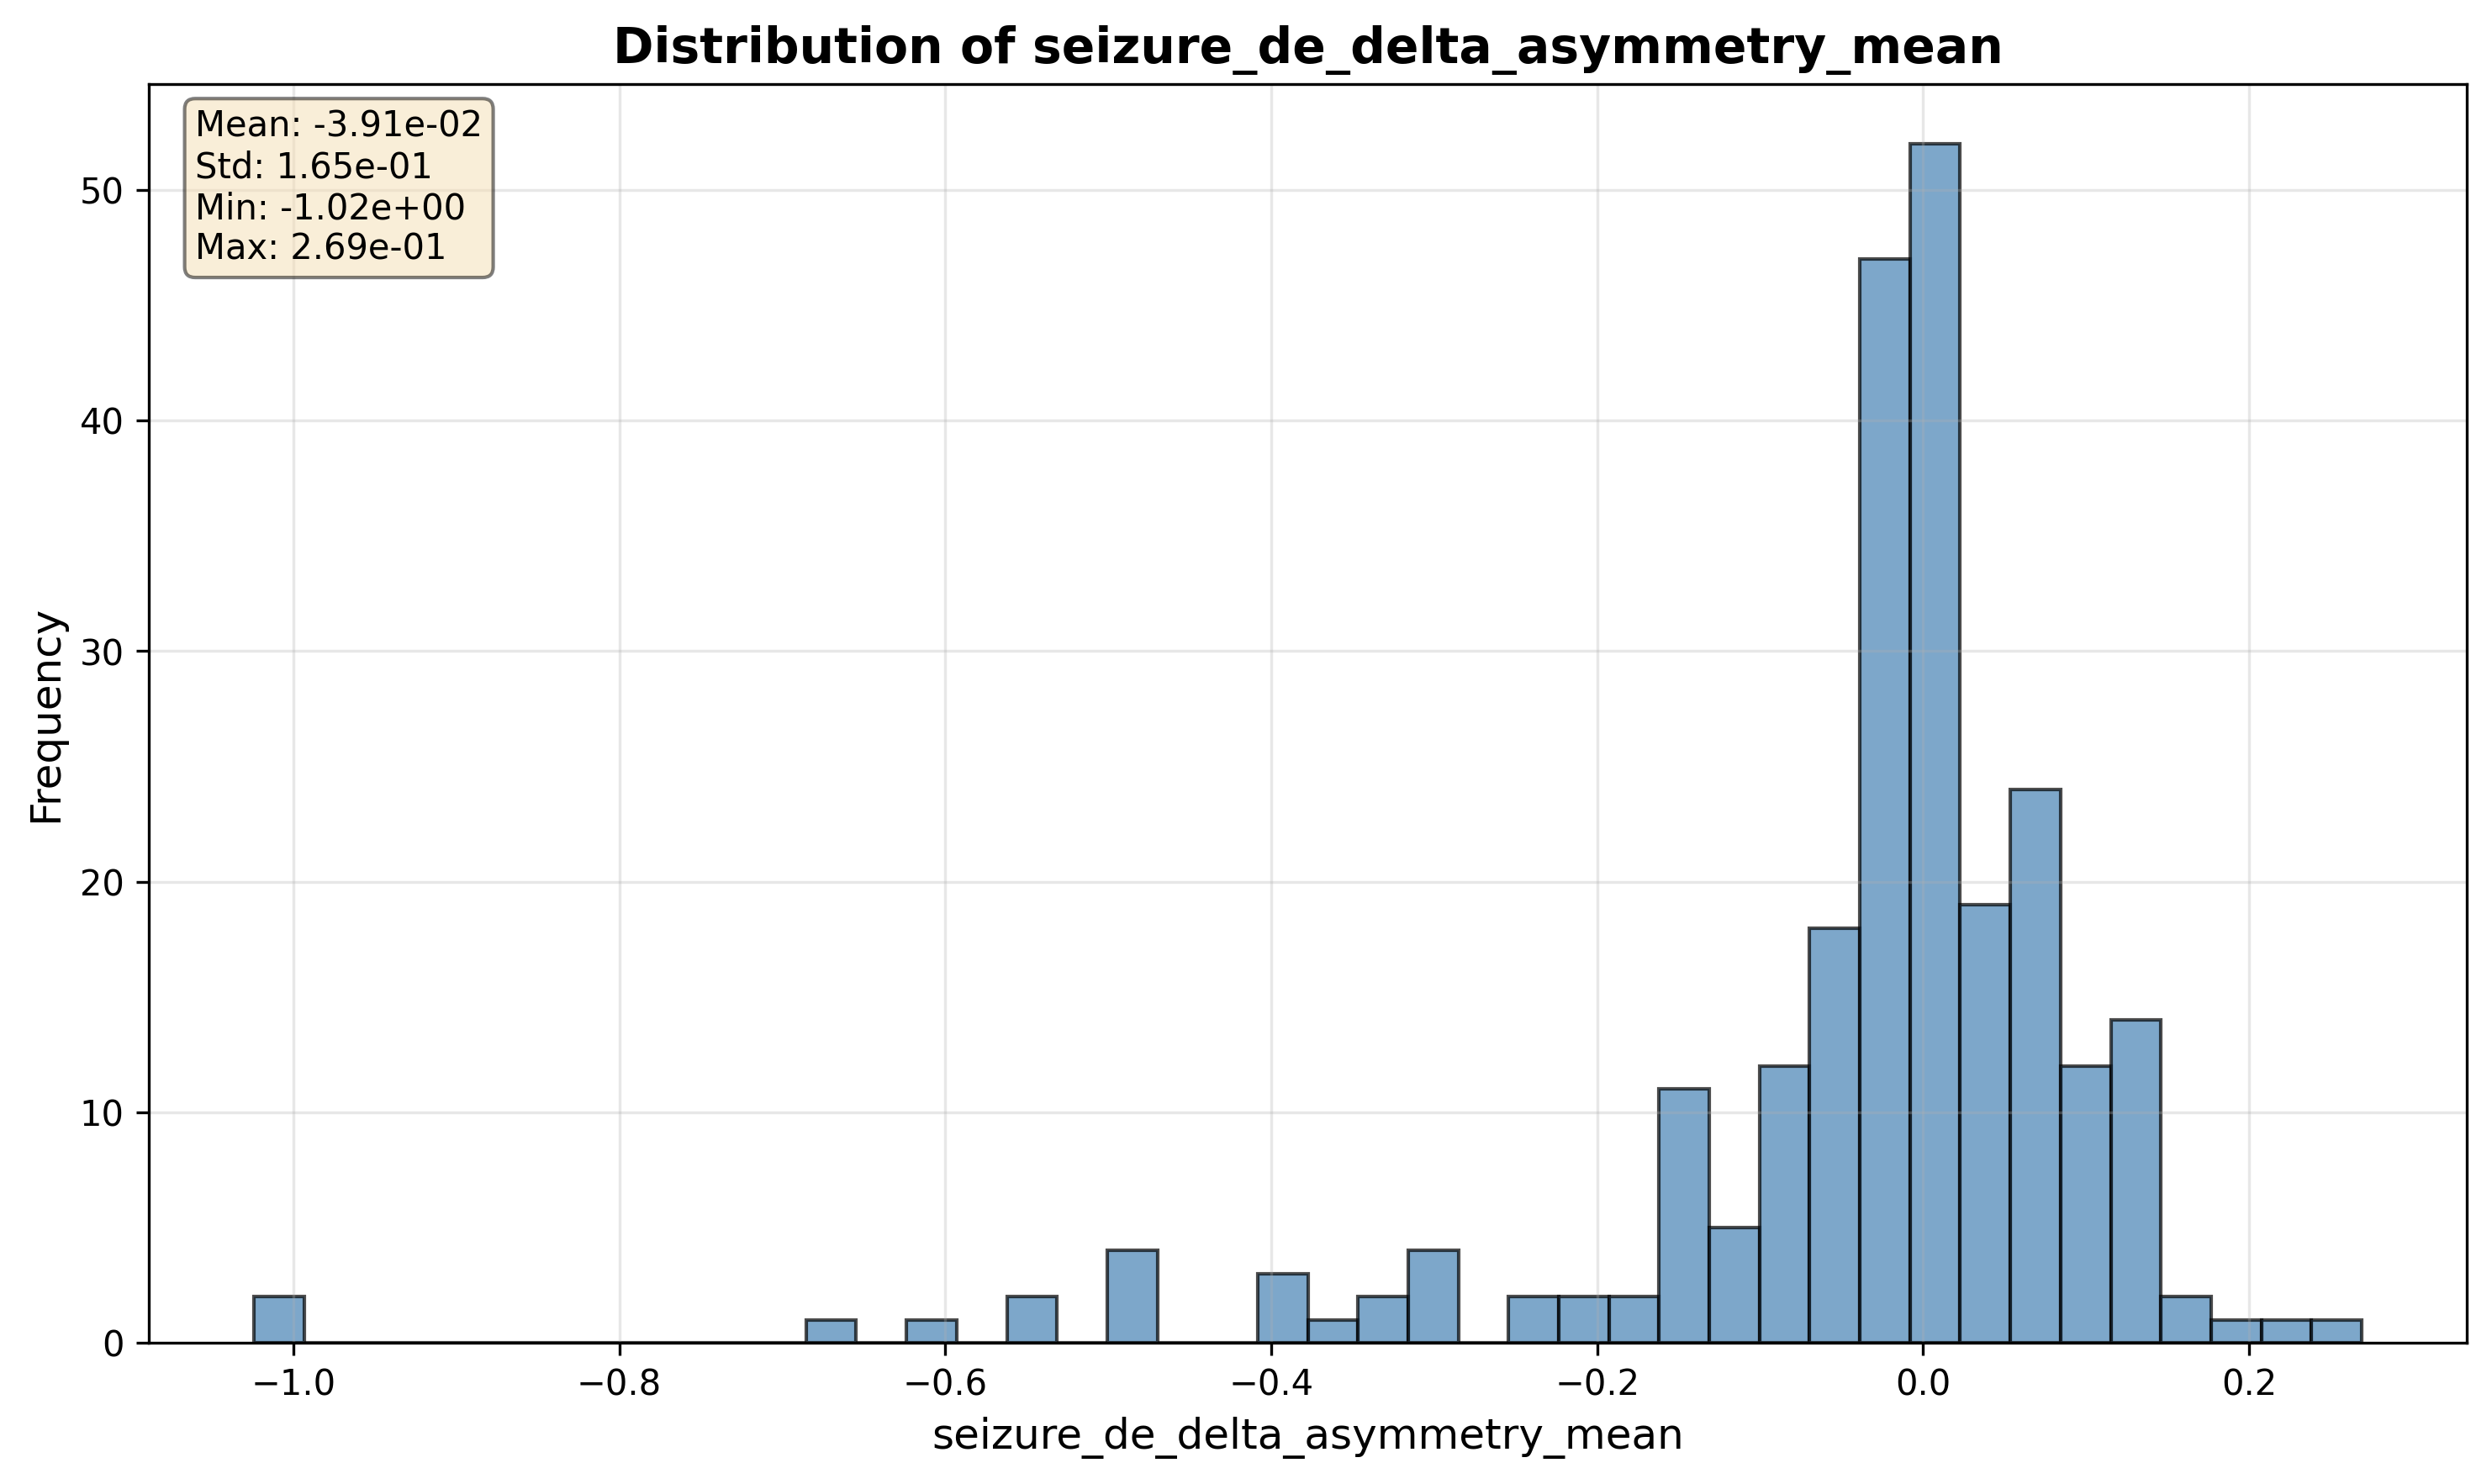 Distribution of seizure_de_delta_asymmetry_mean
Mean: -3.91e-02
Std: 1.65e-01
Min: -1.02e+00
Max: 2.69e-01
50
40
30
20
10
0
Frequency
−1.0 −0.8 −0.6 −0.4 −0.2 0.0 0.2
seizure_de_delta_asymmetry_mean